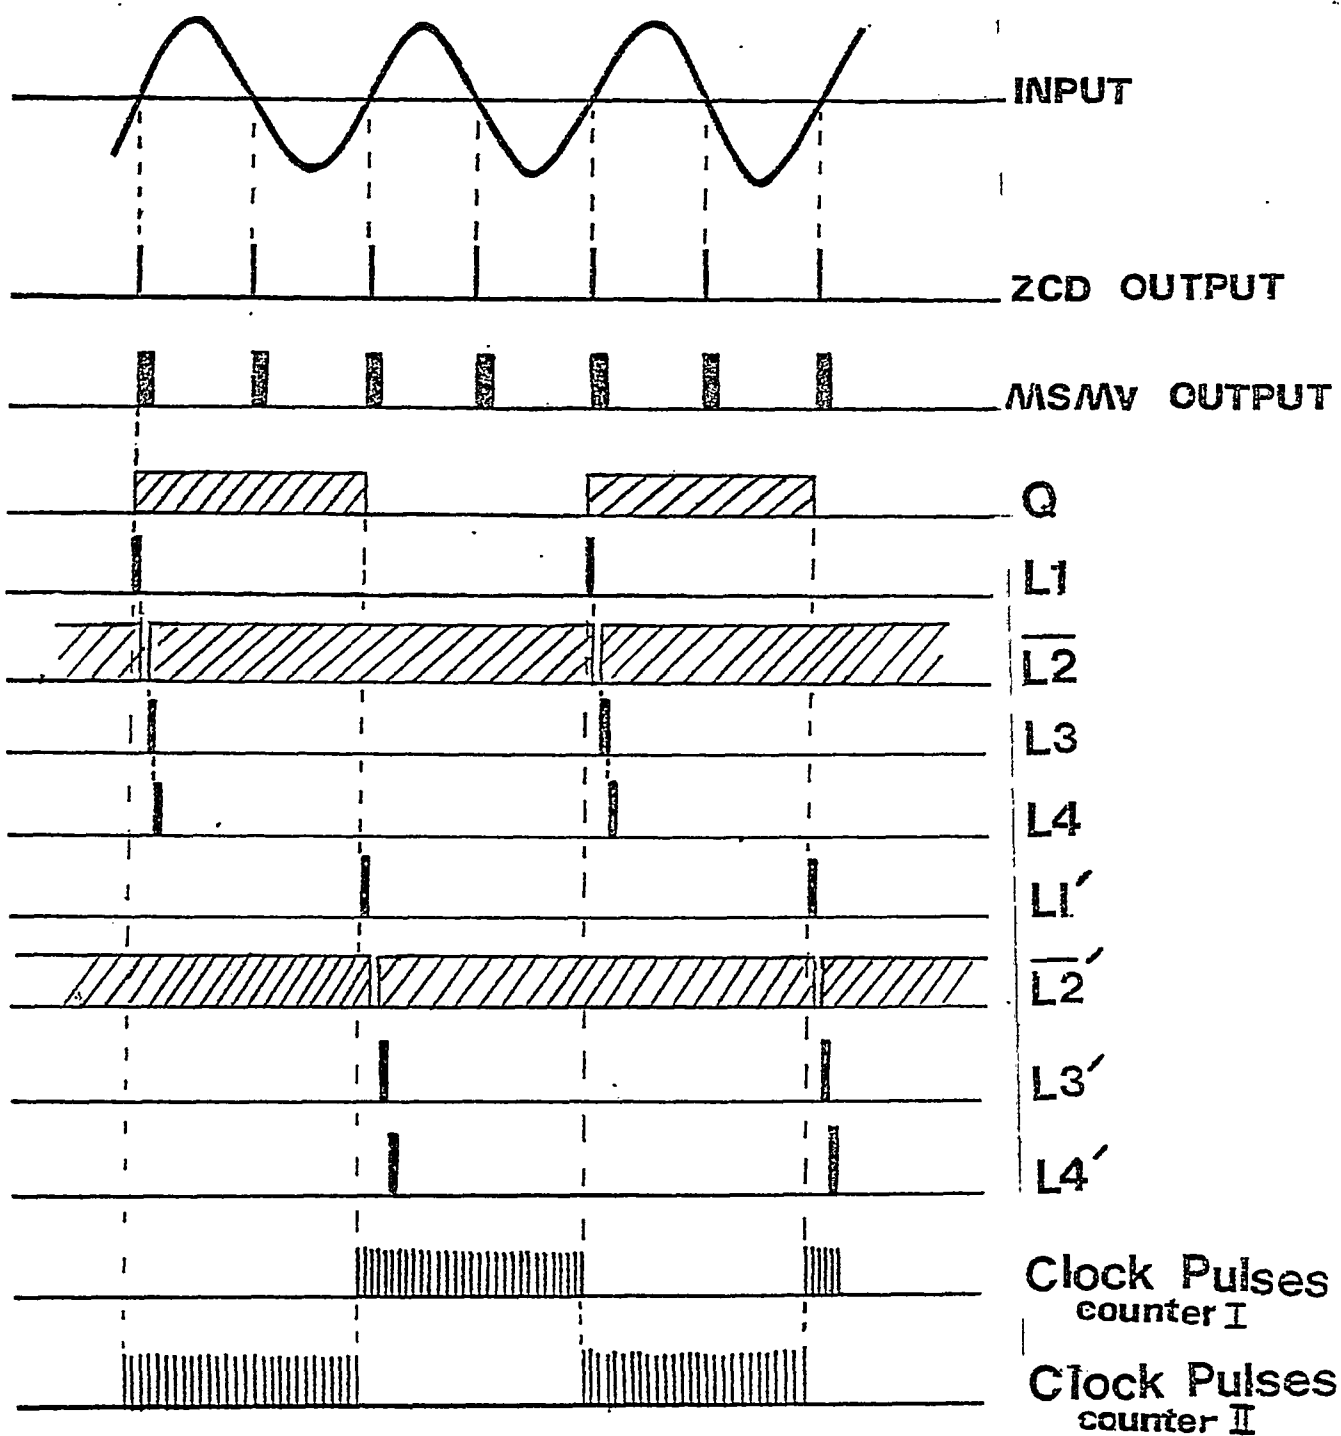 INPUT
ZCD OUTPUT
MSMV OUTPUT
Q
L1
L2
L3
L4
L1′
L2′
L3′
L4′
Clock Pulses
counter I
Clock Pulses
counter II